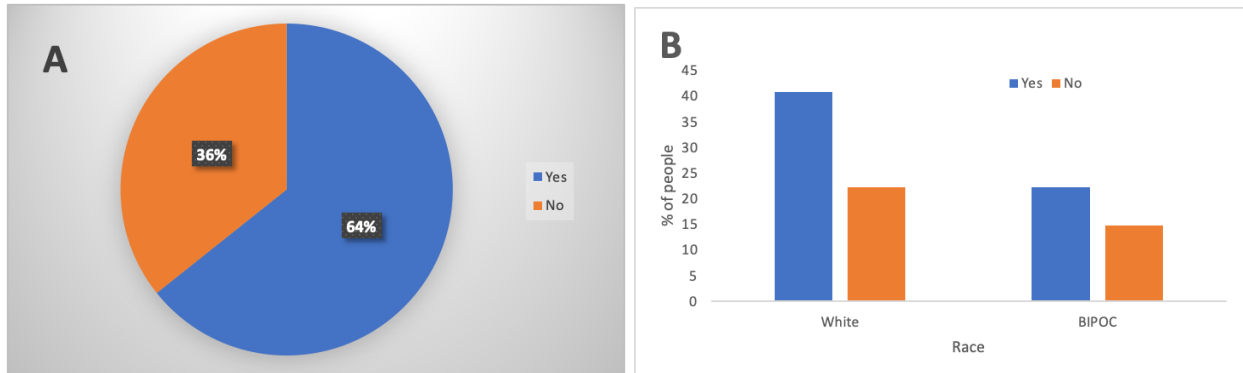 A
36%
64%
Yes
No
B
% of people
45
40
35
30
25
20
15
10
5
0
Yes
No
White
BIPOC
Race